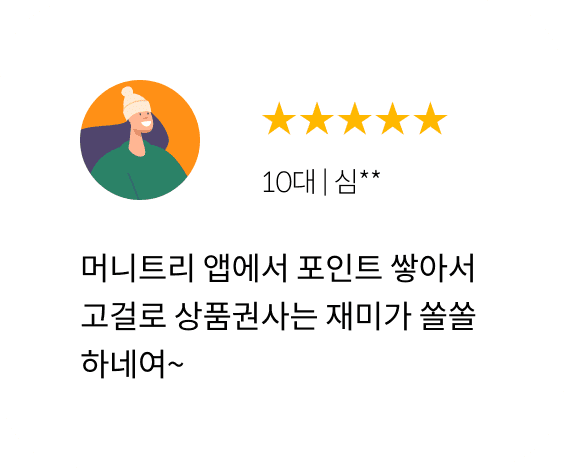 ★★★★★
10대 | 심**
머니트리 앱에서 포인트 쌓아서
고걸로 상품권사는 재미가 쏠쏠
하네여~